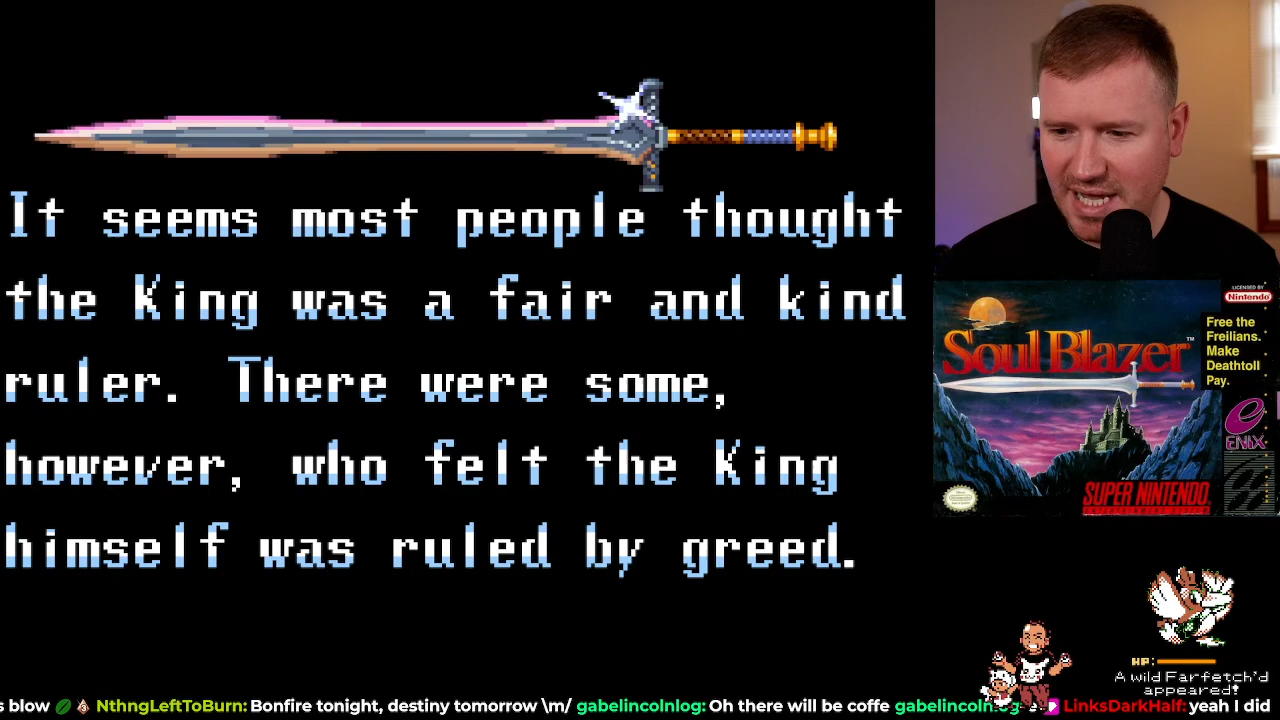 It seems most people thought
the King was a fair and kind
ruler. There were some,
however, who felt the King
himself was ruled by greed.
LICENSED BY
Nintendo
Soul Blazer™
Free the
Freilians.
Make
Deathtoll
Pay.
ENIX
SUPER NINTENDO
HP:
A wild Farfetch'd
appeared!
s blow NthngLeftToBurn: Bonfire tonight, destiny tomorrow \m/ gabelincolnlog: Oh there will be coffe gabelincolnlog LinksDarkHalf: yeah I did